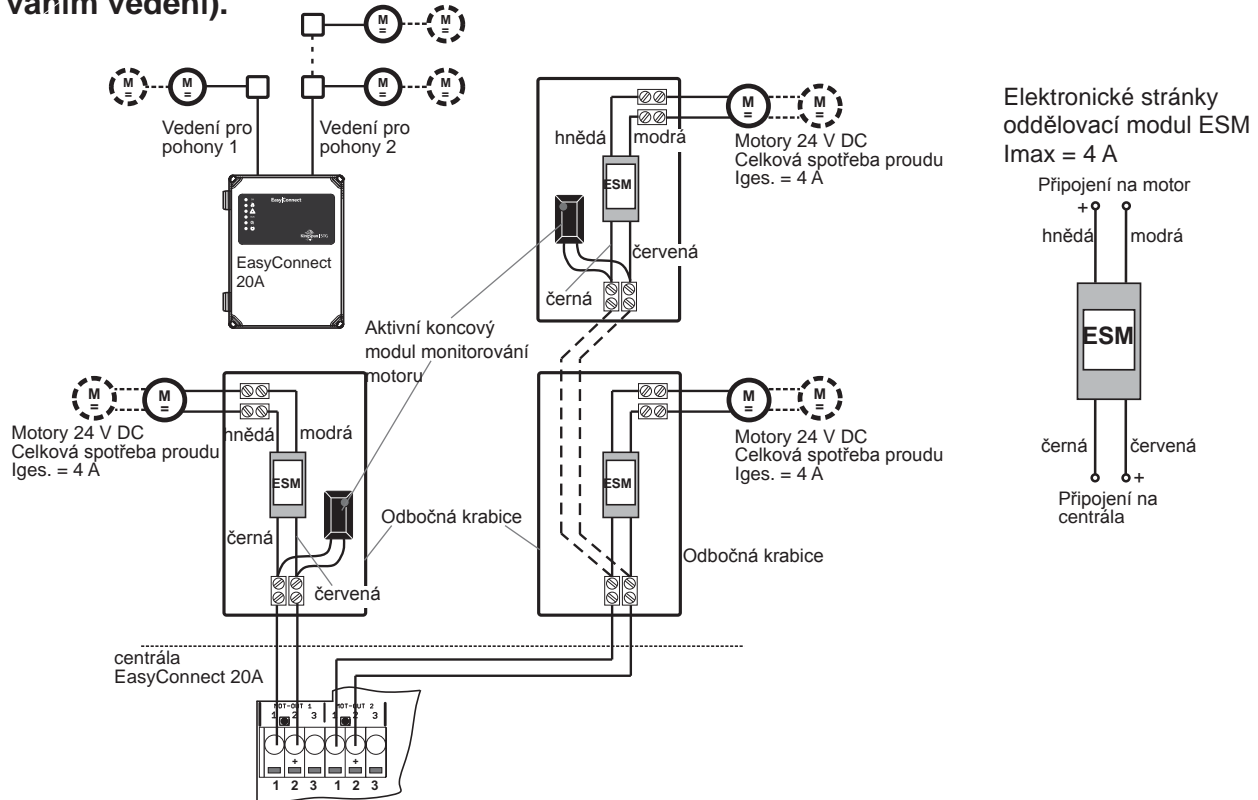 váním vedení).
M
=
M
=
M
=
M
=
M
=
M
=
Vedení pro
pohony 1
Vedení pro
pohony 2
EasyConnect
EasyConnect
20A
Aktivní koncový
modul monitorování
motoru
hnědá
modrá
ESM
červená
černá
M
=
M
=
Motory 24 V DC
Celková spotřeba proudu
Iges. = 4 A
Elektronické stránky
oddělovací modul ESM
Imax = 4 A
Připojení na motor
+
hnědá
modrá
ESM
černá
červená
+
Připojení na
centrála
M
=
M
=
Motory 24 V DC
Celková spotřeba proudu
Iges. = 4 A
hnědá
modrá
ESM
černá
červená
Odbočná krabice
ESM
M
=
M
=
Motory 24 V DC
Celková spotřeba proudu
Iges. = 4 A
Odbočná krabice
centrála
EasyConnect 20A
MOT-OUT 1
MOT-OUT 2
1 2 3 1 2 3
+ +
1 2 3 1 2 3